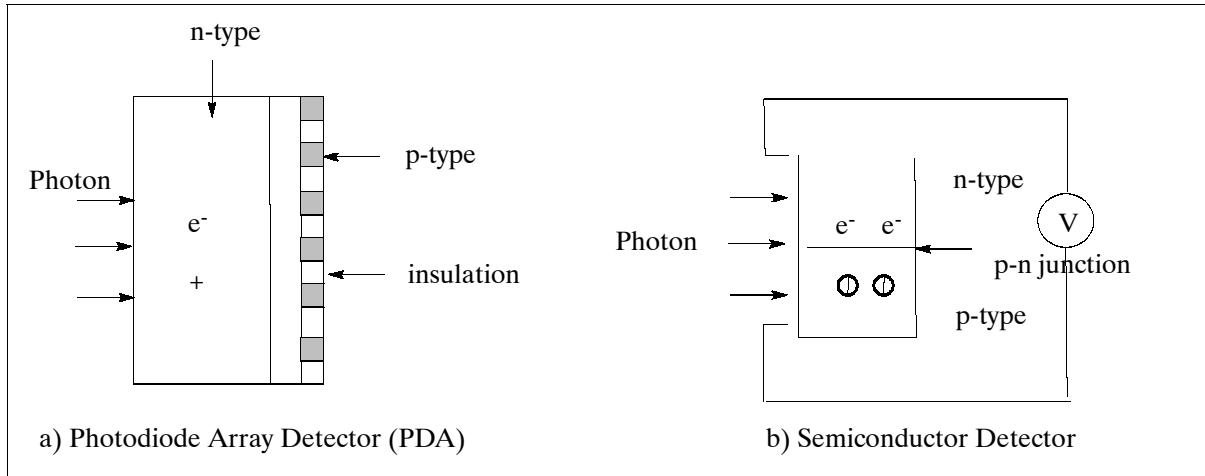 n-type
Photon
p-type
e-
+
insulation
a) Photodiode Array Detector (PDA)
n-type
Photon
e- e-
V
p-n junction
p-type
b) Semiconductor Detector